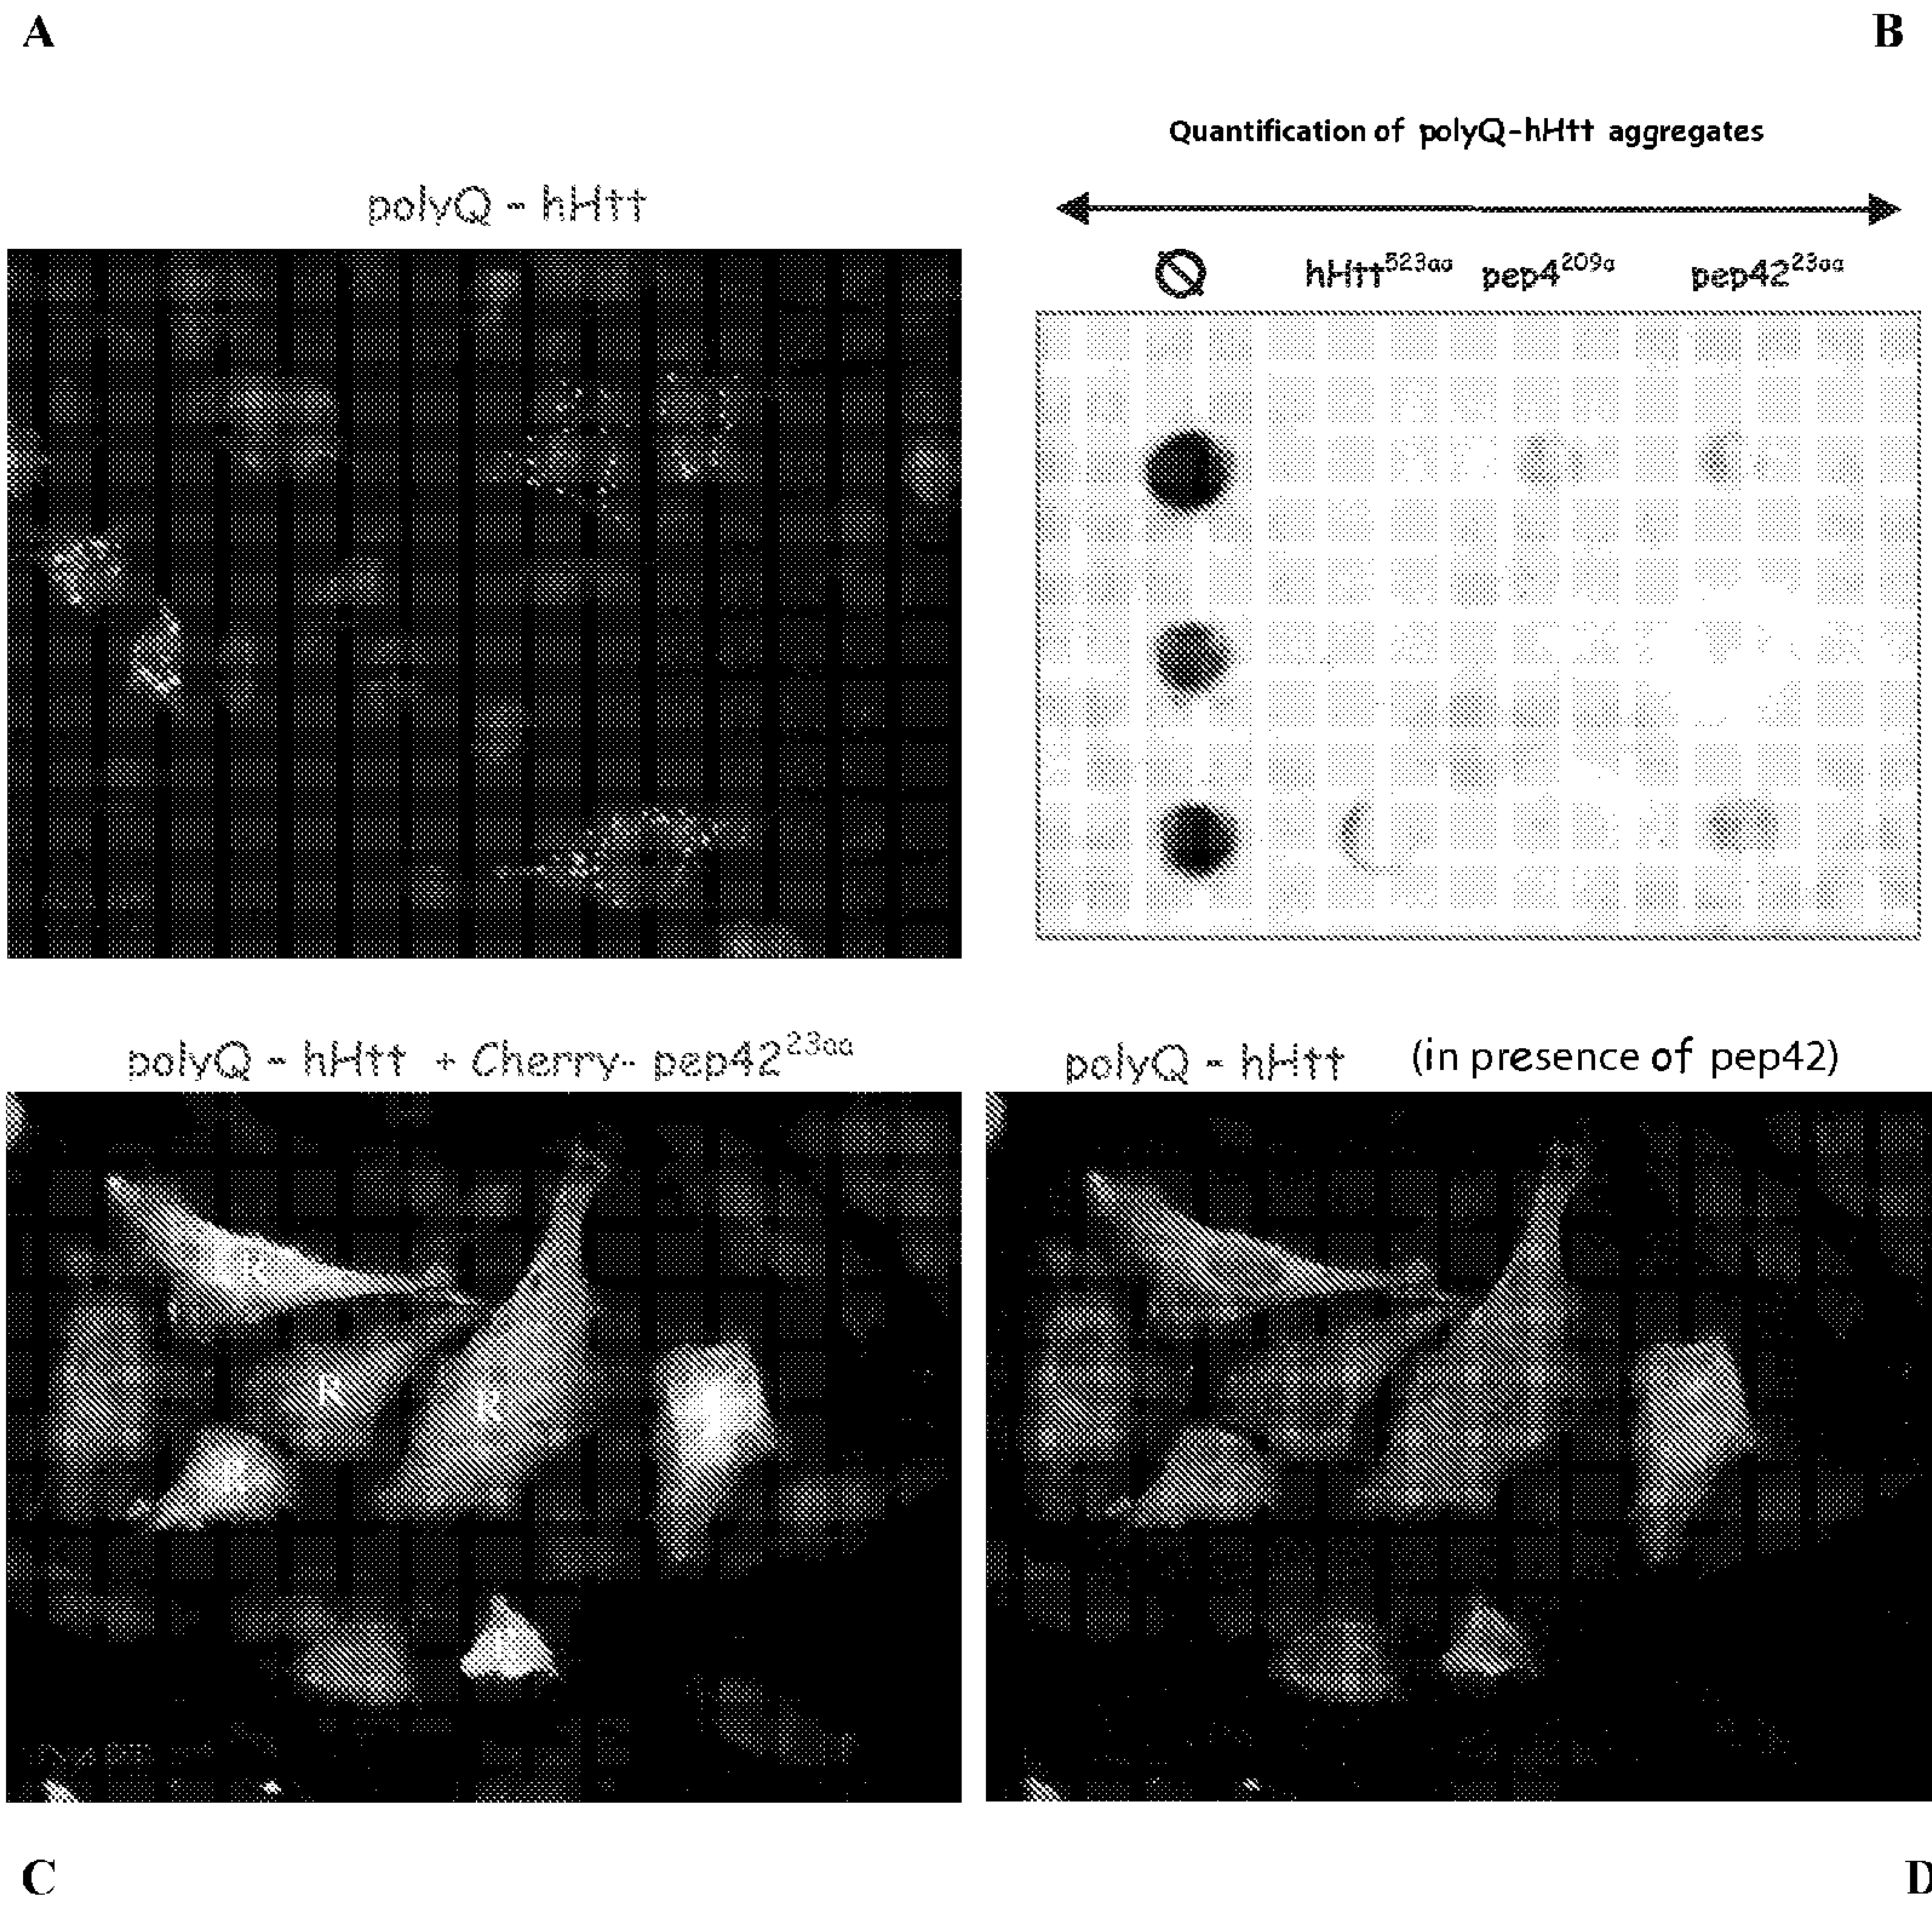 A
B
Quantification of polyQ-hHtt aggregates
polyQ - hHtt
Ø hHtt523aa pep4209a pep4223aa
polyQ - hHtt + Cherry- pep4223aa
polyQ - hHtt (in presence of pep42)
R
R
R
C
D